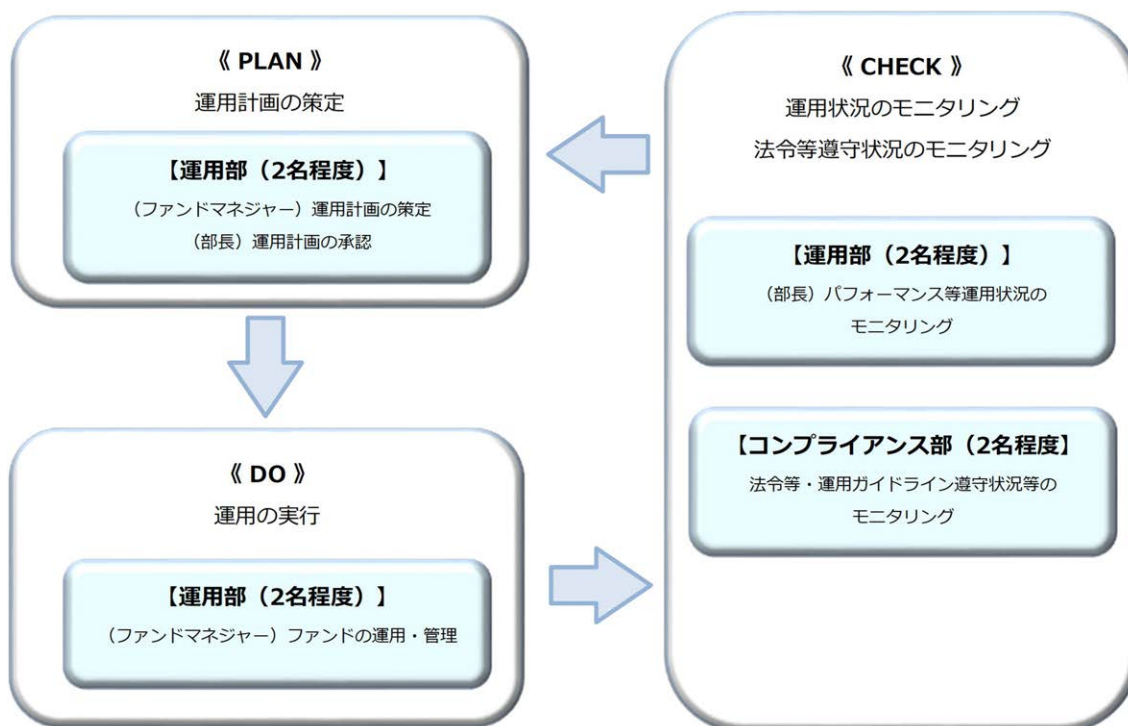 《 PLAN 》
運用計画の策定
【運用部（2名程度）】
（ファンドマネジャー）運用計画の策定
（部長）運用計画の承認
《 DO 》
運用の実行
【運用部（2名程度）】
（ファンドマネジャー）ファンドの運用・管理
《 CHECK 》
運用状況のモニタリング
法令等遵守状況のモニタリング
【運用部（2名程度）】
（部長）パフォーマンス等運用状況の
モニタリング
【コンプライアンス部（2名程度】
法令等・運用ガイドライン遵守状況等の
モニタリング